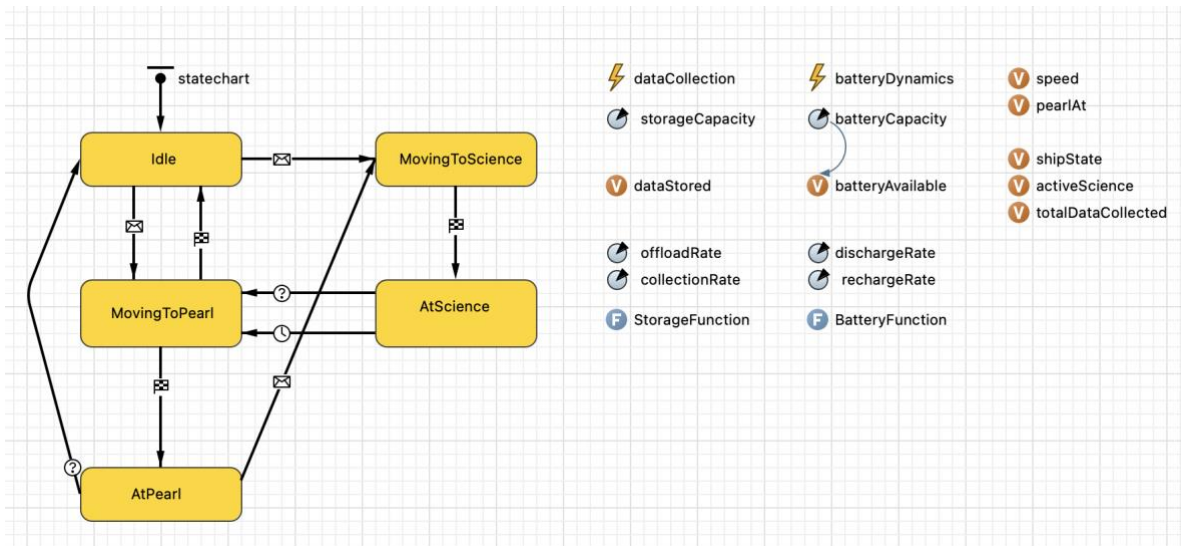 statechart
Idle
MovingToScience
MovingToPearl
AtScience
AtPearl
dataCollection
storageCapacity
dataStored
offloadRate
collectionRate
F StorageFunction
batteryDynamics
batteryCapacity
V batteryAvailable
dischargeRate
rechargeRate
F BatteryFunction
V speed
V pearlAt
V shipState
V activeScience
V totalDataCollected